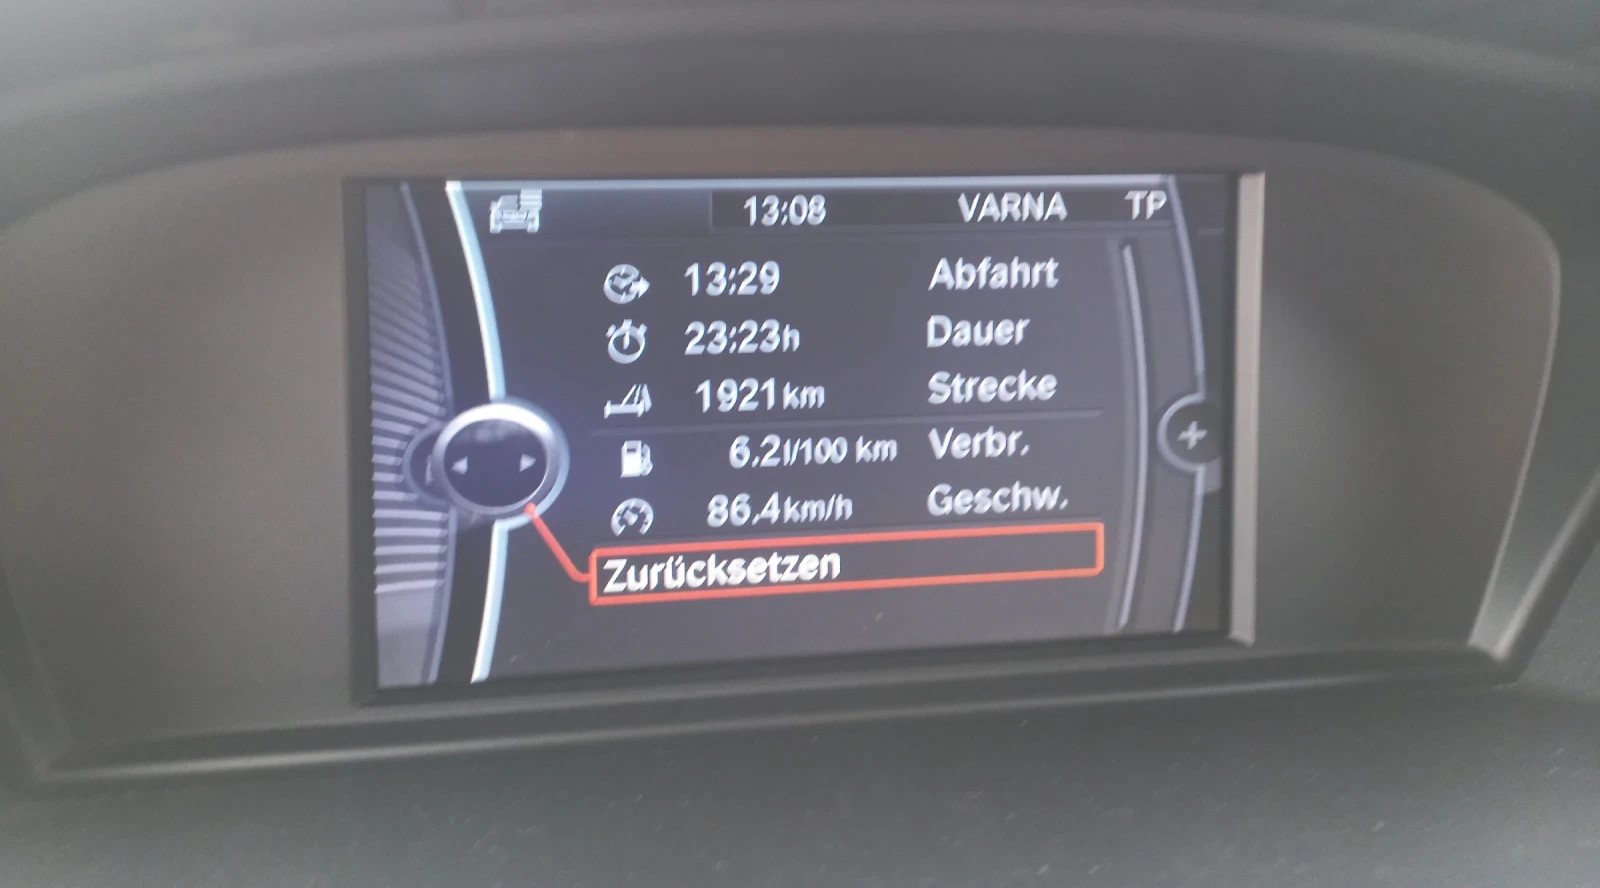 13:08 VARNA TP
13:29 Abfahrt
23:23h Dauer
1921 km Strecke
6.2l/100 km Verbr.
86.4km/h Geschw.
Zurücksetzen